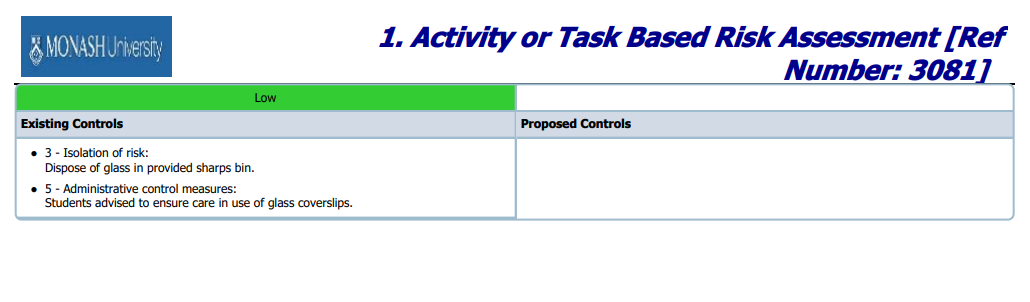 MONASH University
1. Activity or Task Based Risk Assessment [Ref
Number: 3081]
Low
Existing Controls
Proposed Controls
3 - Isolation of risk:
Dispose of glass in provided sharps bin.
5 - Administrative control measures:
Students advised to ensure care in use of glass coverslips.